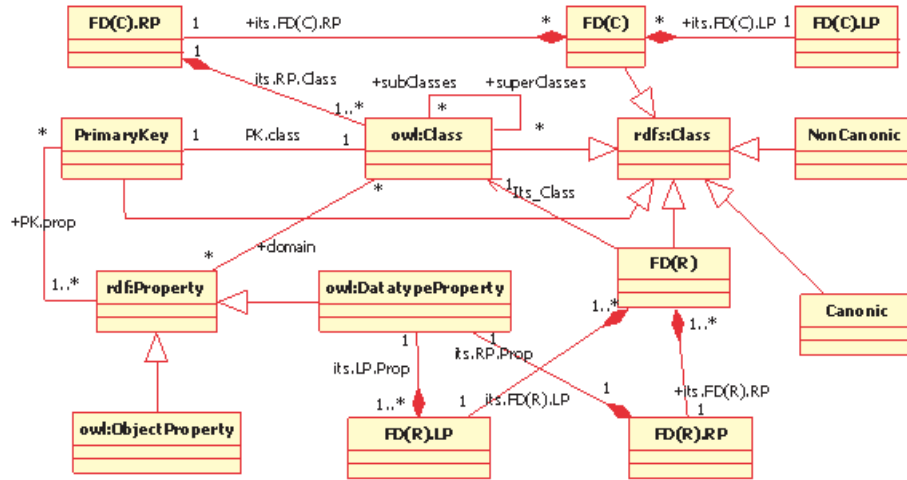 FD(C).RP
1
+its.FD(C).RP
*
FD(C)
*
+its.FD(C).LP
1
FD(C).LP
1
its.RP.Class
1..*
+subClasses
+superClasses
*
*
*
PrimaryKey
1
PK.class
1
owl:Class
rdfs:Class
NonCanonic
+PK.prop
*
1
Its_Class
+domain
*
1..*
rdf:Property
owl:DatatypeProperty
FD(R)
Canonic
1
its.LP.Prop
1..*
1
its.RP.Prop
1
1..*
its.FD(R).LP
1
1..*
+its.FD(R).RP
1
owl:ObjectProperty
FD(R).LP
FD(R).RP